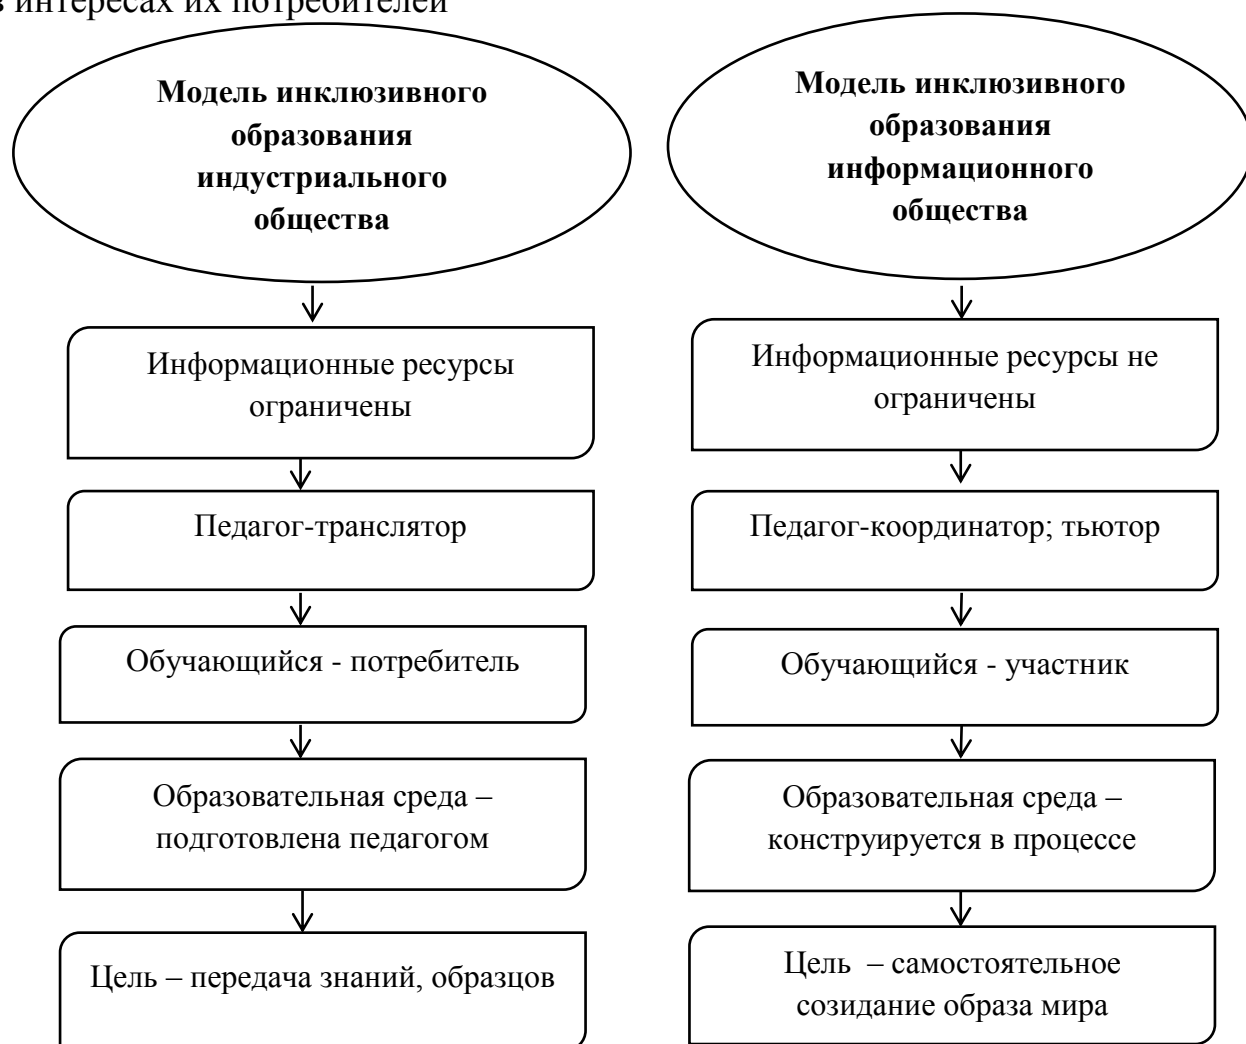 в интересах их потребителей
Модель инклюзивного
образования
индустриального
общества
Информационные ресурсы
ограничены
Педагог-транслятор
Обучающийся - потребитель
Образовательная среда –
подготовлена педагогом
Цель – передача знаний, образцов
Модель инклюзивного
образования
информационного
общества
Информационные ресурсы не
ограничены
Педагог-координатор; тьютор
Обучающийся - участник
Образовательная среда –
конструируется в процессе
Цель – самостоятельное
созидание образа мира